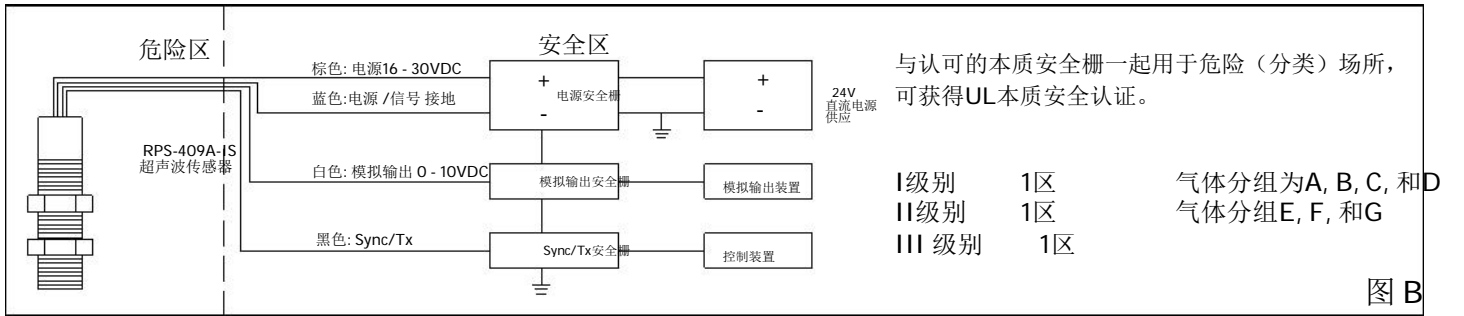 危险区
安全区
棕色: 电源16 - 30VDC
蓝色:电源 /信号 接地
+
电源安全栅
-
+
-
24V
直流电源
供应
RPS-409A-IS
超声波传感器
白色: 模拟输出 0 - 10VDC
模拟输出安全栅
模拟输出装置
黑色: Sync/Tx
Sync/Tx安全栅
控制装置
与认可的本质安全栅一起用于危险（分类）场所，
可获得UL本质安全认证。
I级别 1区 气体分组为A, B, C, 和D
II级别 1区 气体分组E, F, 和G
III 级别 1区
图 B